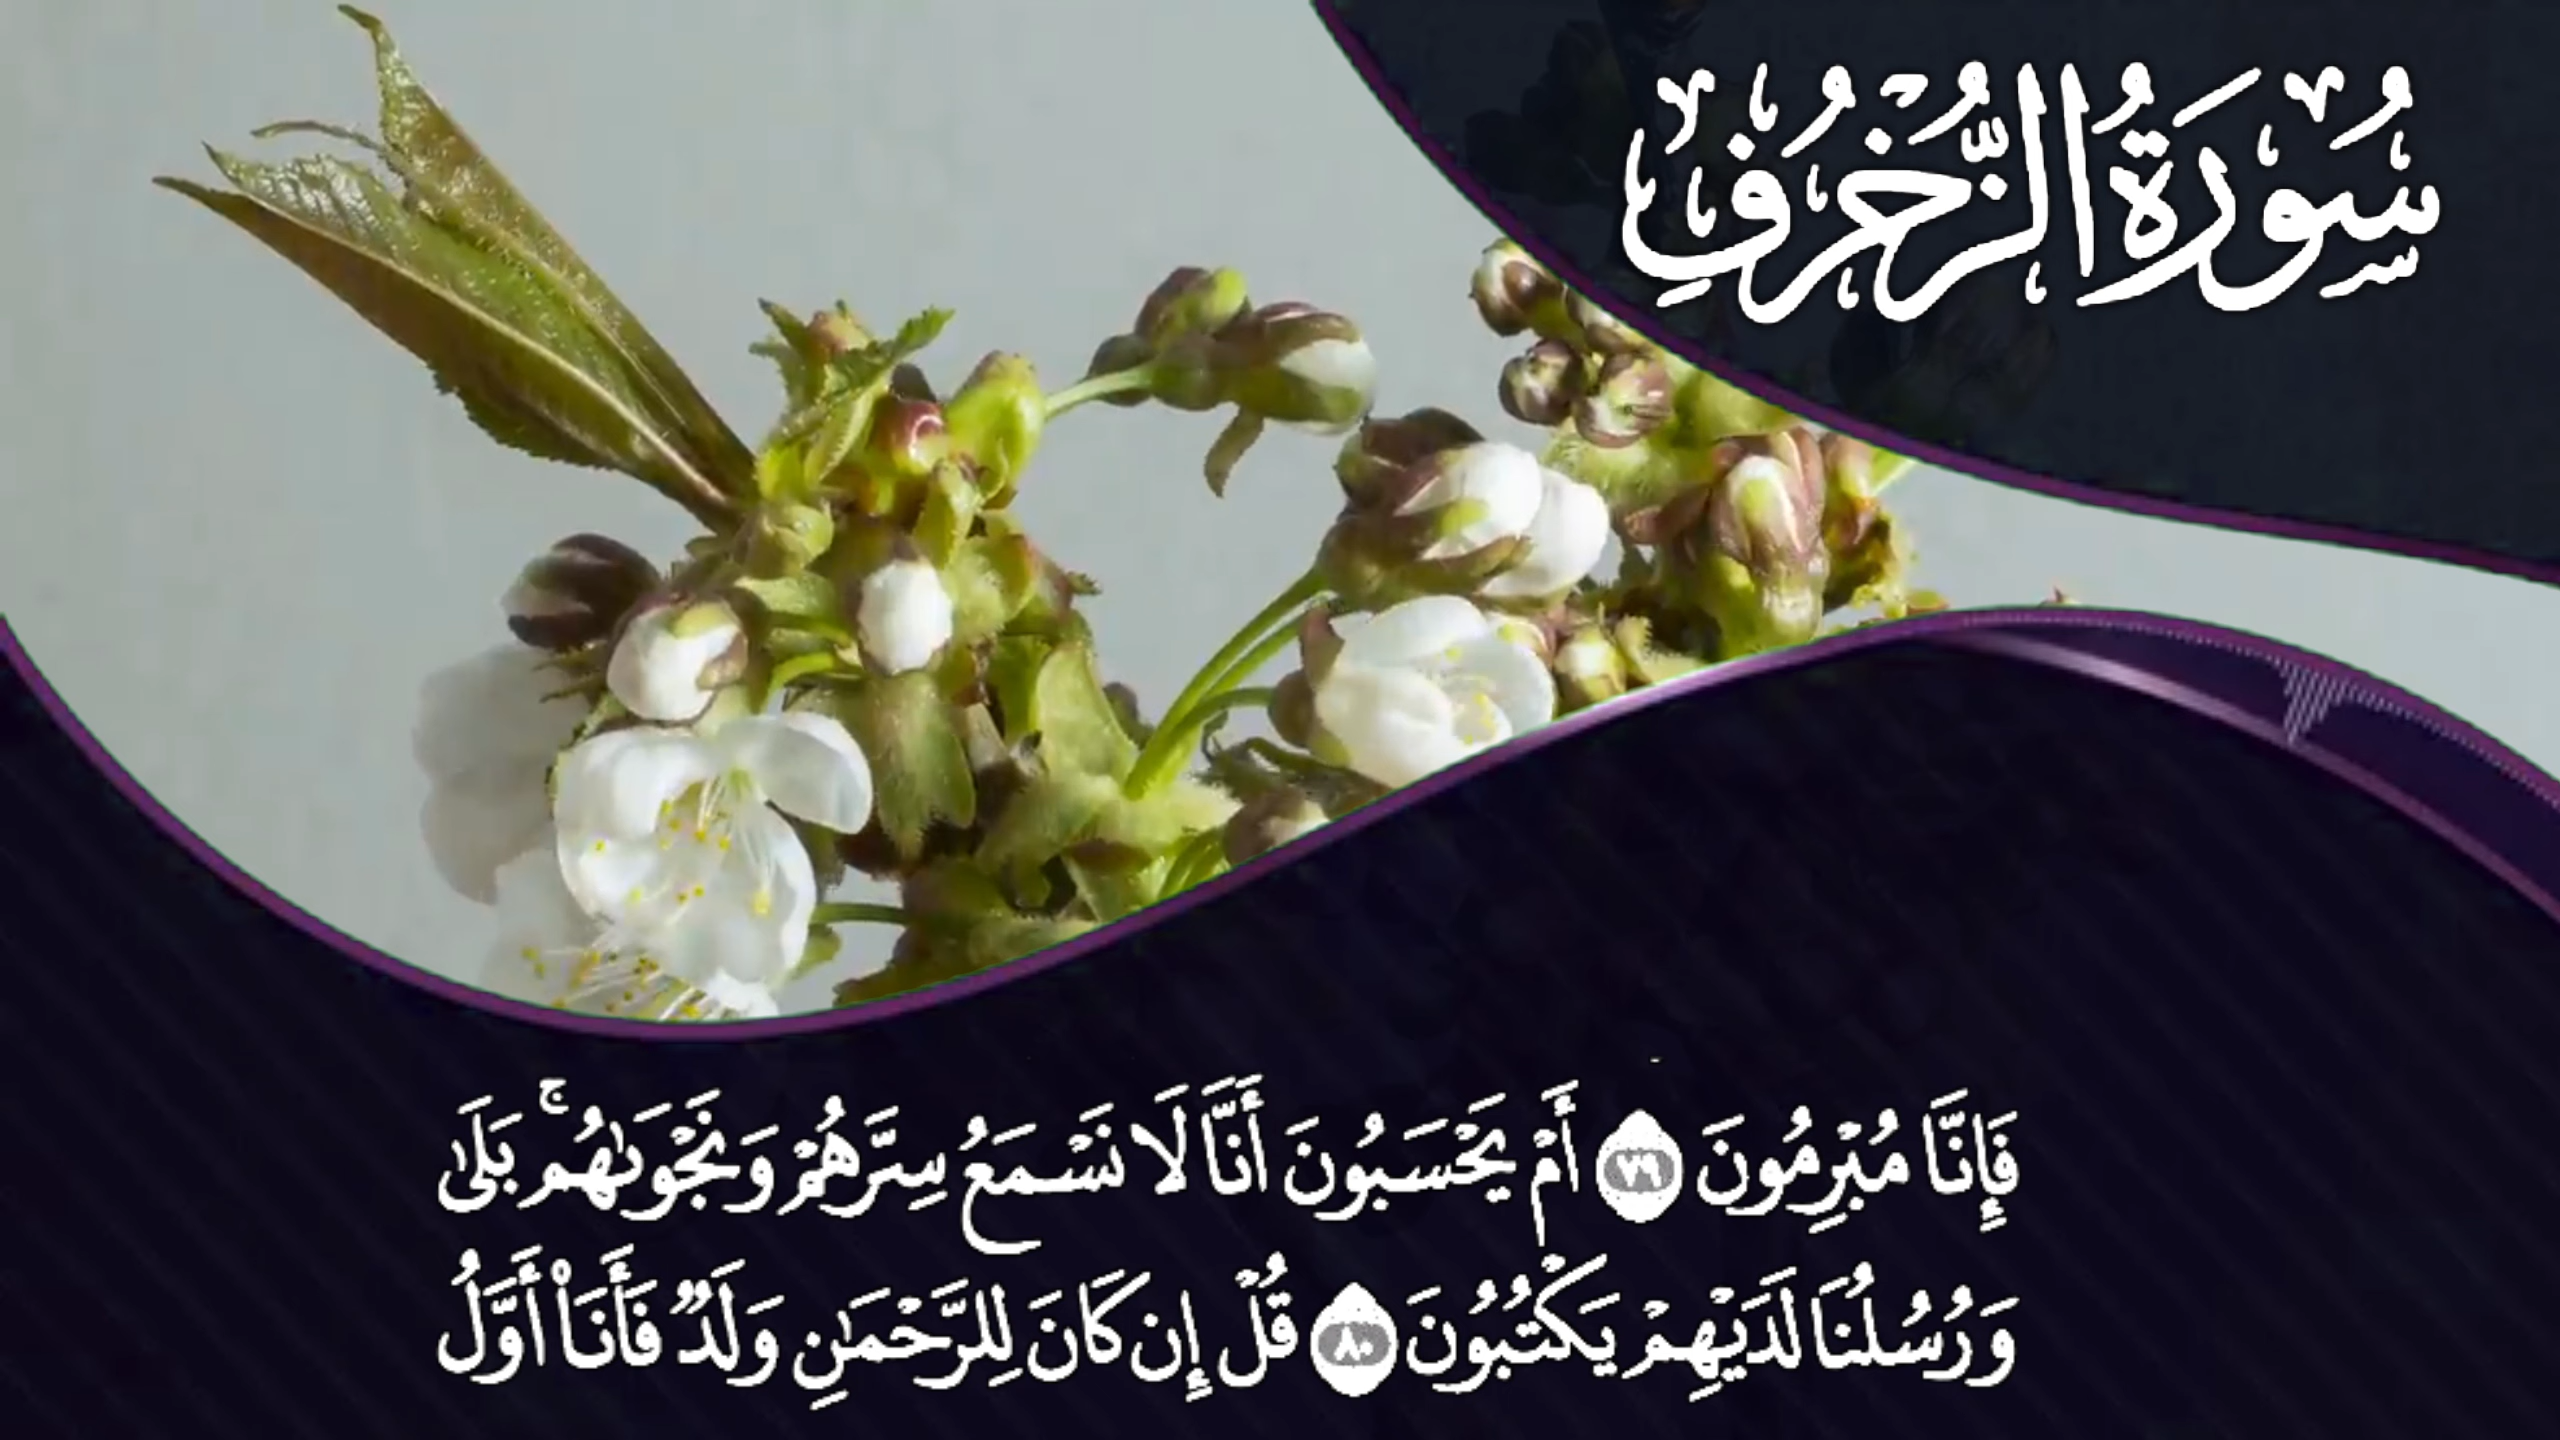 سُورَةُ الزُّخْرُفِ
فَإِنَّا مُبْرِمُونَ ٧٩ أَمْ يَحْسَبُونَ أَنَّا لَا نَسْمَعُ سِرَّهُمْ وَنَجْوَىٰهُمۚ بَلَىٰ
وَرُسُلُنَا لَدَيْهِمْ يَكْتُبُونَ ٨٠ قُلْ إِن كَانَ لِلرَّحْمَٰنِ وَلَدٌ فَأَنَا۠ أَوَّلُ